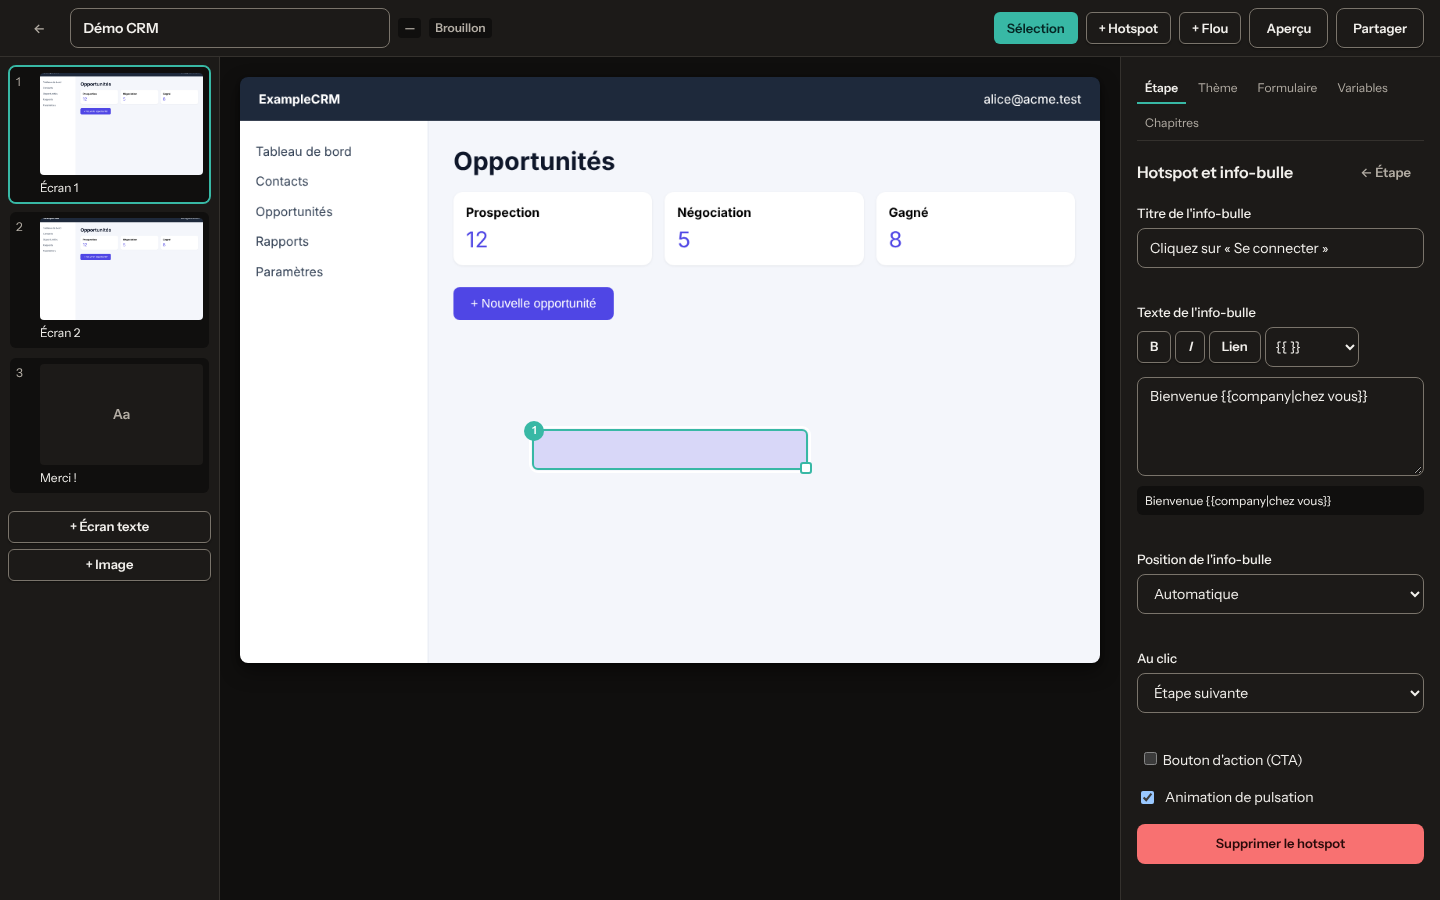 ←
Démo CRM
—
Brouillon
Sélection
+ Hotspot
+ Flou
Aperçu
Partager
1
Opportunités
Écran 1
2
Opportunités
Écran 2
3
Aa
Merci !
+ Écran texte
+ Image
ExampleCRM
alice@acme.test
Tableau de bord
Contacts
Opportunités
Rapports
Paramètres
Opportunités
Prospection
12
Négociation
5
Gagné
8
+ Nouvelle opportunité
1
Étape
Thème
Formulaire
Variables
Chapitres
Hotspot et info-bulle
← Étape
Titre de l'info-bulle
Cliquez sur « Se connecter »
Texte de l'info-bulle
B
I
Lien
{{ }}
Bienvenue {{company|chez vous}}
Bienvenue {{company|chez vous}}
Position de l'info-bulle
Automatique
Au clic
Étape suivante
Bouton d'action (CTA)
Animation de pulsation
Supprimer le hotspot